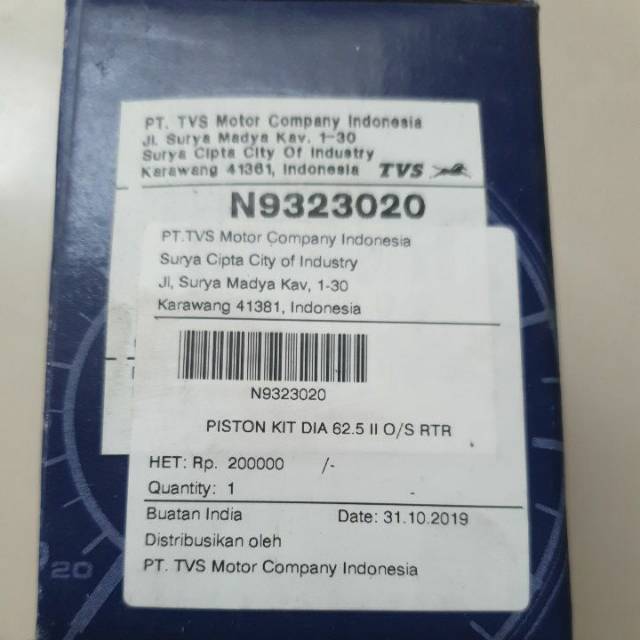 PT. TVS Motor Company Indonesia
Jl. Surya Madya Kav. 1-30
Surya Cipta City Of Industry
Karawang 41361, Indonesia TVS
N9323020
PT.TVS Motor Company Indonesia
Surya Cipta City of Industry
Jl, Surya Madya Kav, 1-30
Karawang 41381, Indonesia
N9323020
PISTON KIT DIA 62.5 II O/S RTR
HET: Rp. 200000 /-
Quantity: 1 -
Buatan India Date: 31.10.2019
Distribusikan oleh
PT. TVS Motor Company Indonesia
20